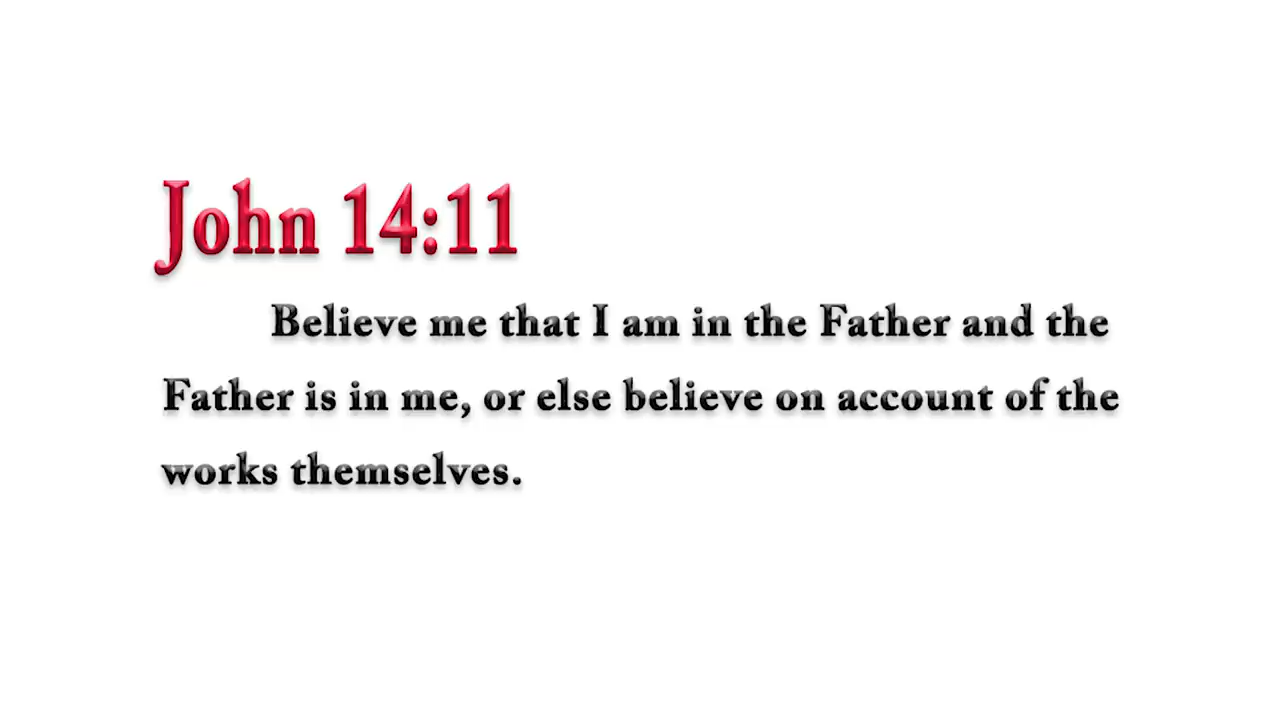 John 14:11
Believe me that I am in the Father and the
Father is in me, or else believe on account of the
works themselves.